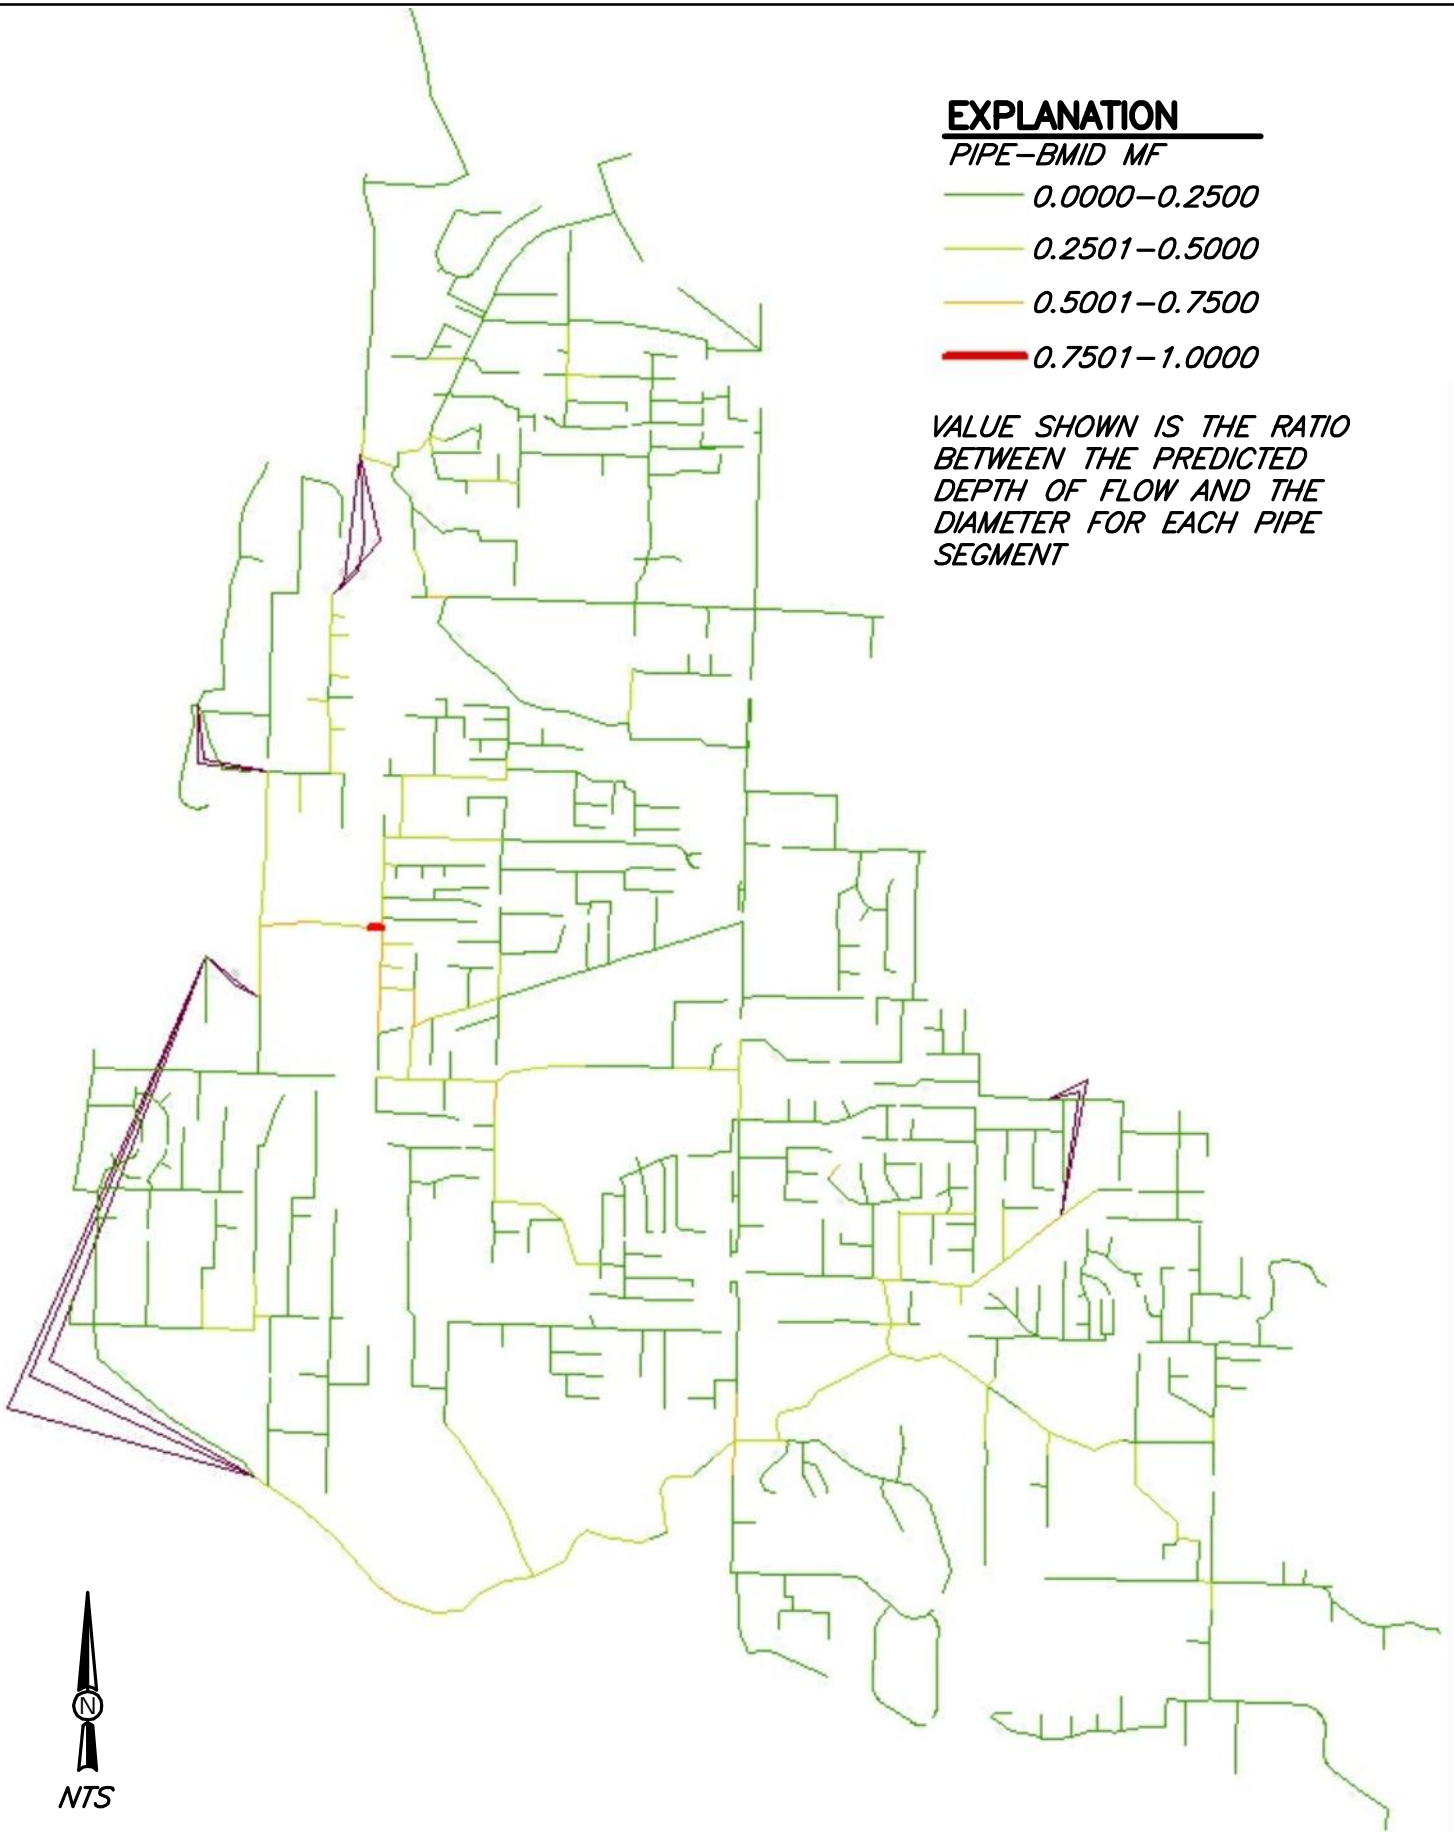 EXPLANATION
PIPE-BMID MF
0.0000-0.2500
0.2501-0.5000
0.5001-0.7500
0.7501-1.0000
VALUE SHOWN IS THE RATIO
BETWEEN THE PREDICTED
DEPTH OF FLOW AND THE
DIAMETER FOR EACH PIPE
SEGMENT
N
NTS